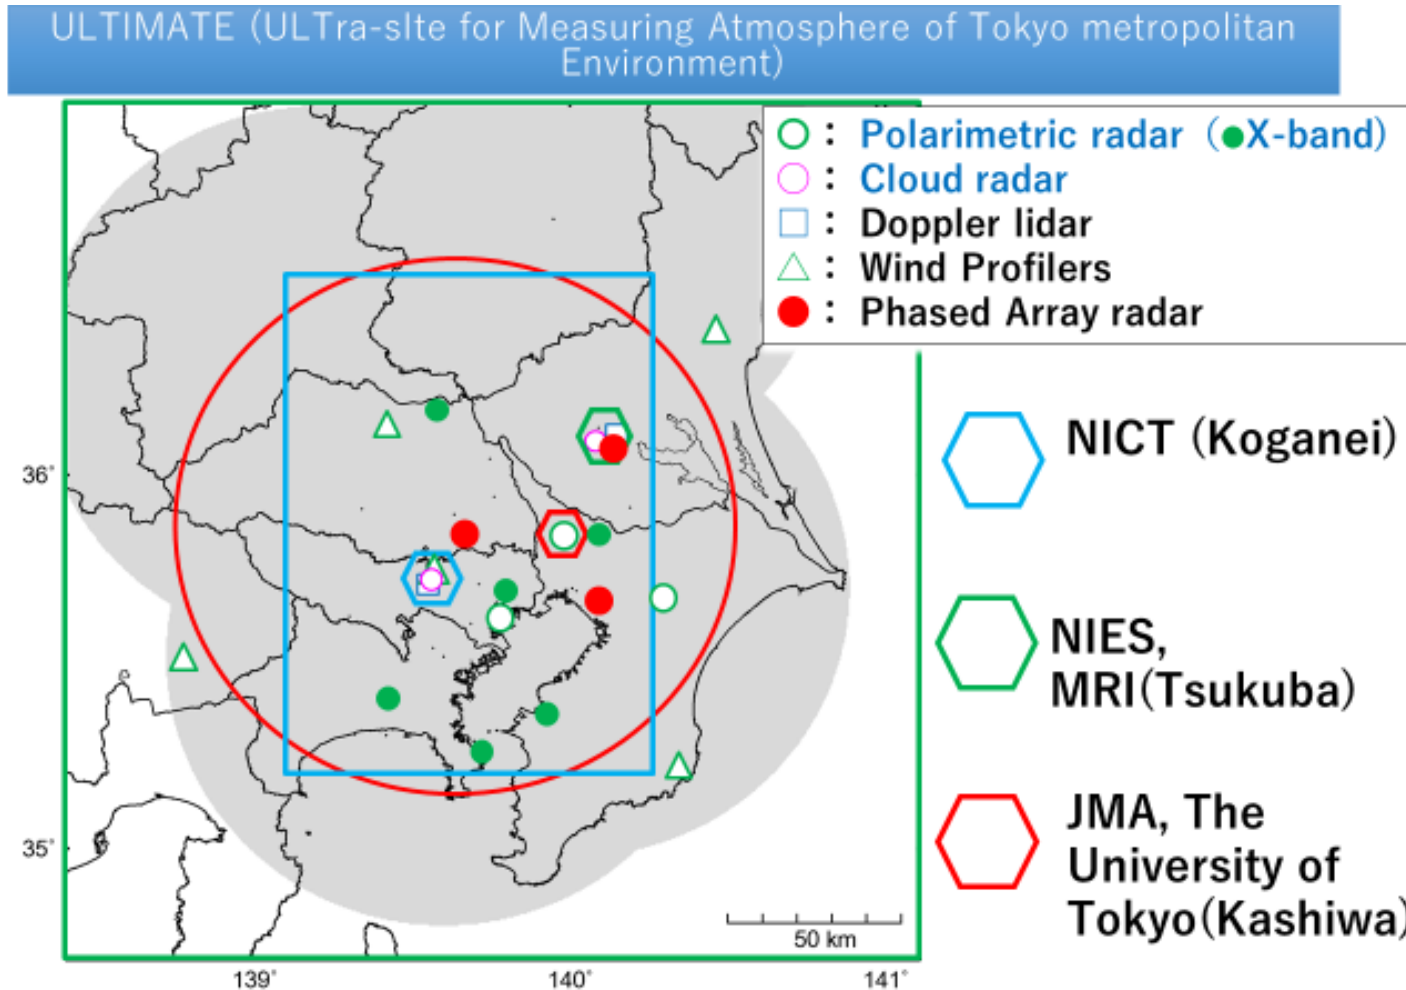 ULTIMATE (ULTra-sIte for Measuring Atmosphere of Tokyo metropolitan
Environment)
: Polarimetric radar (●X-band)
: Cloud radar
: Doppler lidar
: Wind Profilers
: Phased Array radar
NICT (Koganei)
NIES,
MRI(Tsukuba)
JMA, The
University of
Tokyo(Kashiwa)
36°
35°
50 km
139°
140°
141°